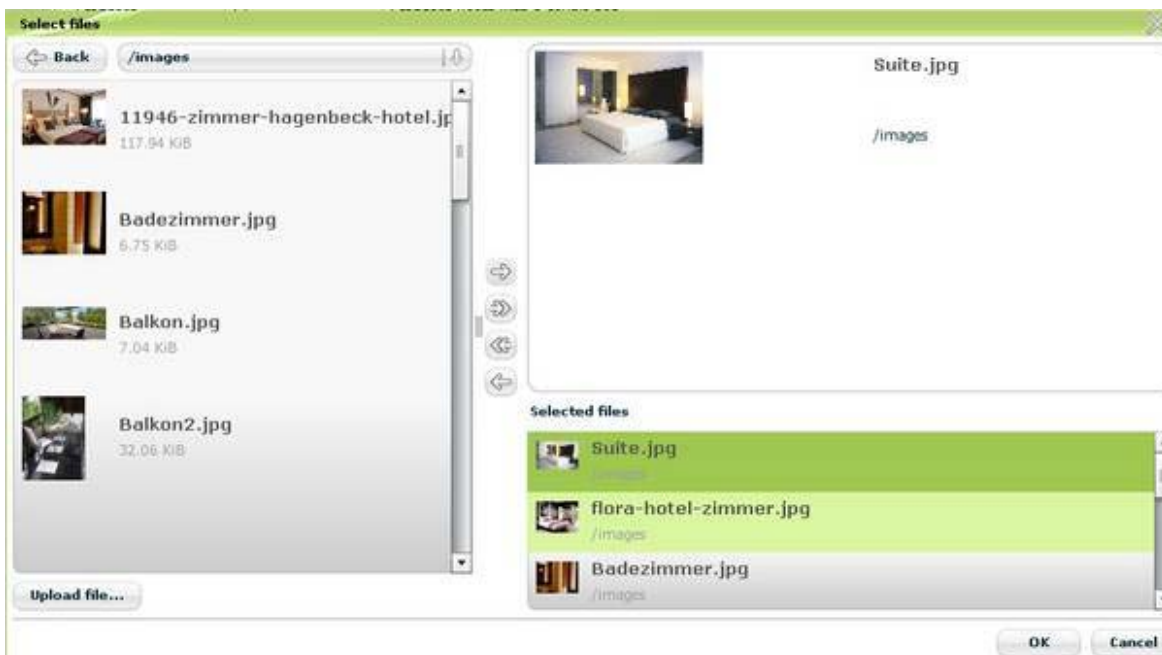 Select files
Back
/images
11946-zimmer-hagenbeck-hotel.jp
117.94 KiB
Badezimmer.jpg
6.75 KiB
Balkon.jpg
7.04 KiB
Balkon2.jpg
32.06 KiB
Upload file...
Suite.jpg
/images
Selected files
Suite.jpg
/images
flora-hotel-zimmer.jpg
/images
Badezimmer.jpg
/images
OK
Cancel